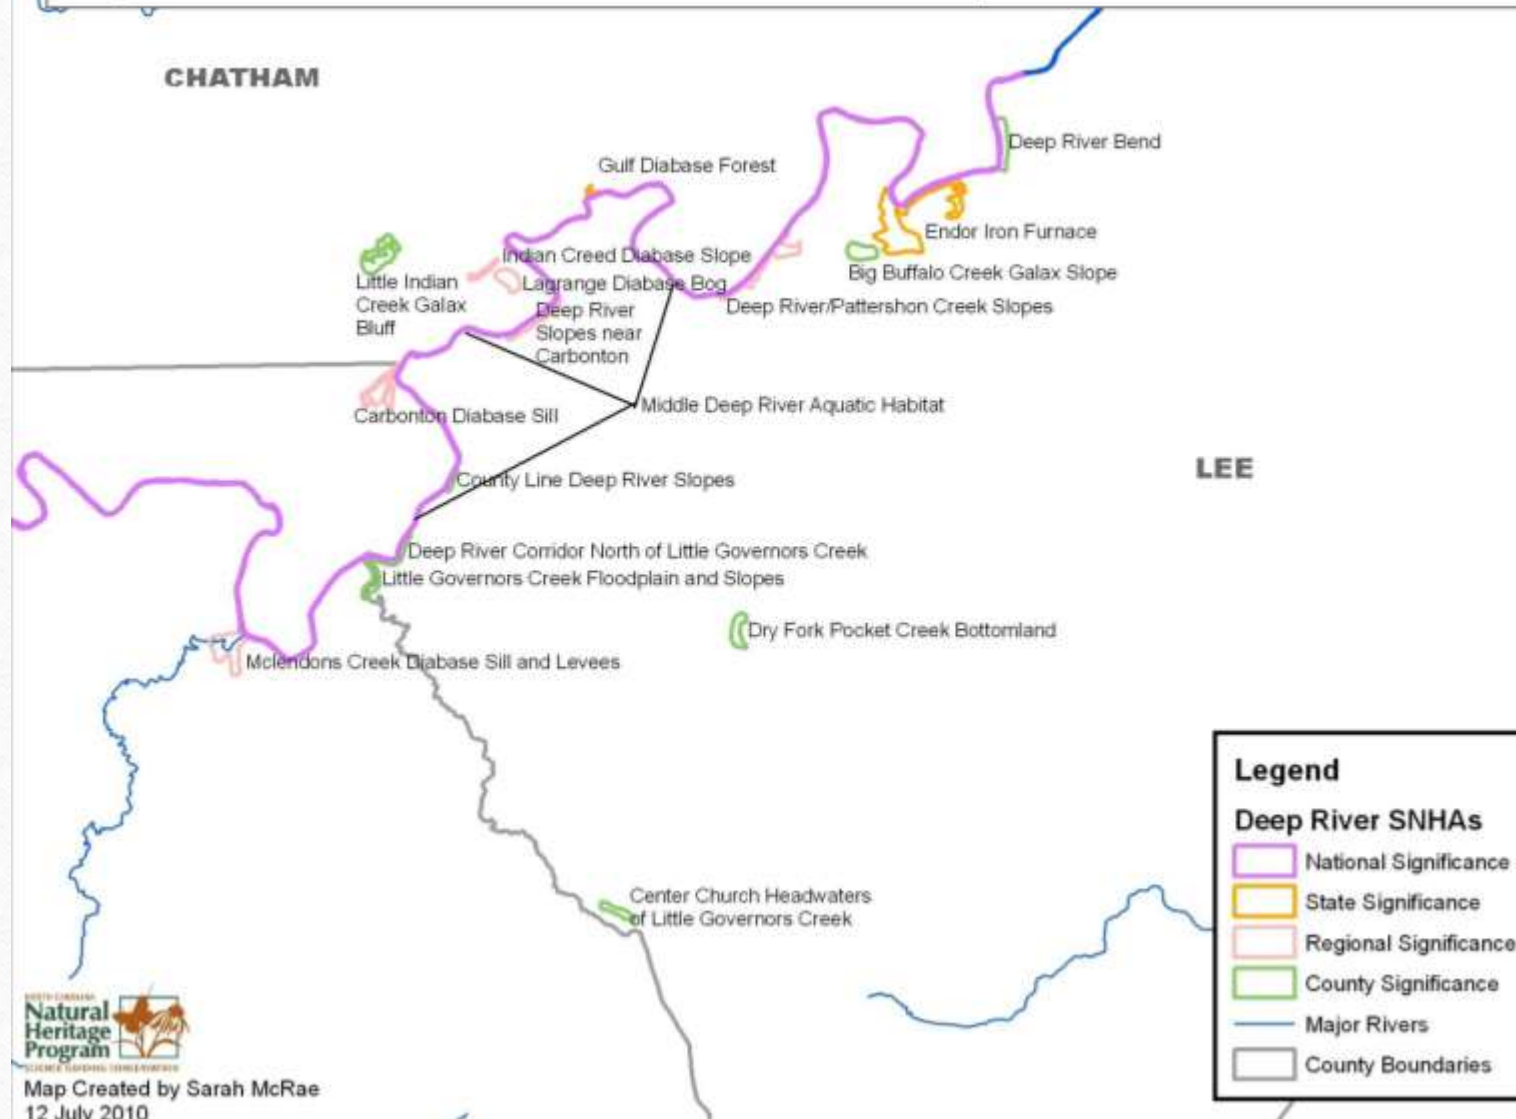 CHATHAM
Deep River Bend
Gulf Diabase Forest
Endor Iron Furnace
Indian Creed Diabase Slope
Big Buffalo Creek Galax Slope
Little Indian
Creek Galax
Bluff
Lagrange Diabase Bog
Deep River/Pattershon Creek Slopes
Deep River
Slopes near
Carbonton
Middle Deep River Aquatic Habitat
Carbonton Diabase Sill
LEE
County Line Deep River Slopes
Deep River Corridor North of Little Governors Creek
Little Governors Creek Floodplain and Slopes
Dry Fork Pocket Creek Bottomland
Mclendons Creek Diabase Sill and Levees
Center Church Headwaters
of Little Governors Creek
Legend
Deep River SNHAs
National Significance
State Significance
Regional Significance
County Significance
Major Rivers
County Boundaries
NORTH CAROLINA
Natural
Heritage
Program
SCIENCE GUIDING CONSERVATION
Map Created by Sarah McRae
12 July 2010